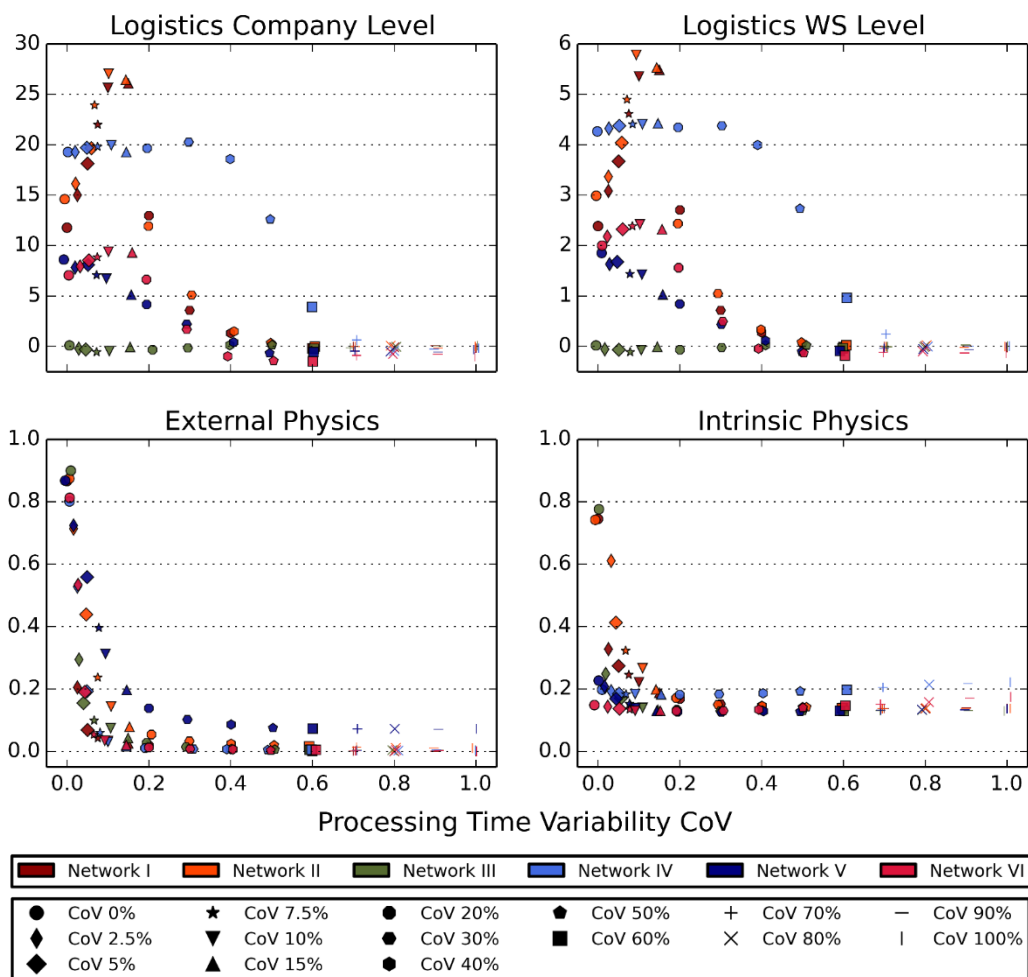 Logistics Company Level
Logistics WS Level
30
25
20
15
10
5
0
6
5
4
3
2
1
0
External Physics
Intrinsic Physics
1.0
0.8
0.6
0.4
0.2
0.0
1.0
0.8
0.6
0.4
0.2
0.0
0.0 0.2 0.4 0.6 0.8 1.0
0.0 0.2 0.4 0.6 0.8 1.0
Processing Time Variability CoV
Network I Network II Network III Network IV Network V Network VI
CoV 0% CoV 7.5% CoV 20% CoV 50% CoV 70% CoV 90%
CoV 2.5% CoV 10% CoV 30% CoV 60% CoV 80% CoV 100%
CoV 5% CoV 15% CoV 40%